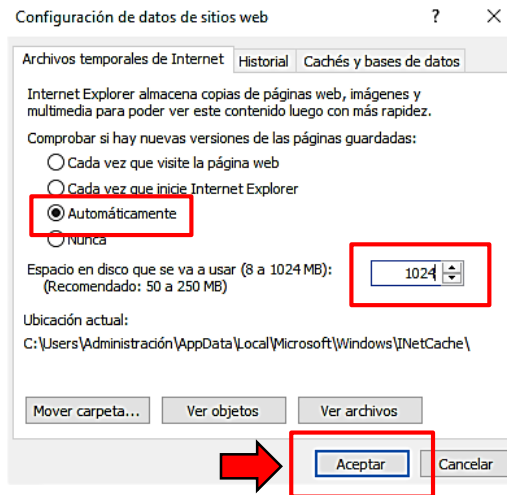 Configuración de datos de sitios web ? X
Archivos temporales de Internet Historial Cachés y bases de datos
Internet Explorer almacena copias de páginas web, imágenes y
multimedia para poder ver este contenido luego con más rapidez.
Comprobar si hay nuevas versiones de las páginas guardadas:
Cada vez que visite la página web
Cada vez que inicie Internet Explorer
Automáticamente
Nunca
Espacio en disco que se va a usar (8 a 1024 MB): 1024
(Recomendado: 50 a 250 MB)
Ubicación actual:
C:\Users\Administración\AppData\Local\Microsoft\Windows\INetCache\
Mover carpeta... Ver objetos Ver archivos
Aceptar Cancelar